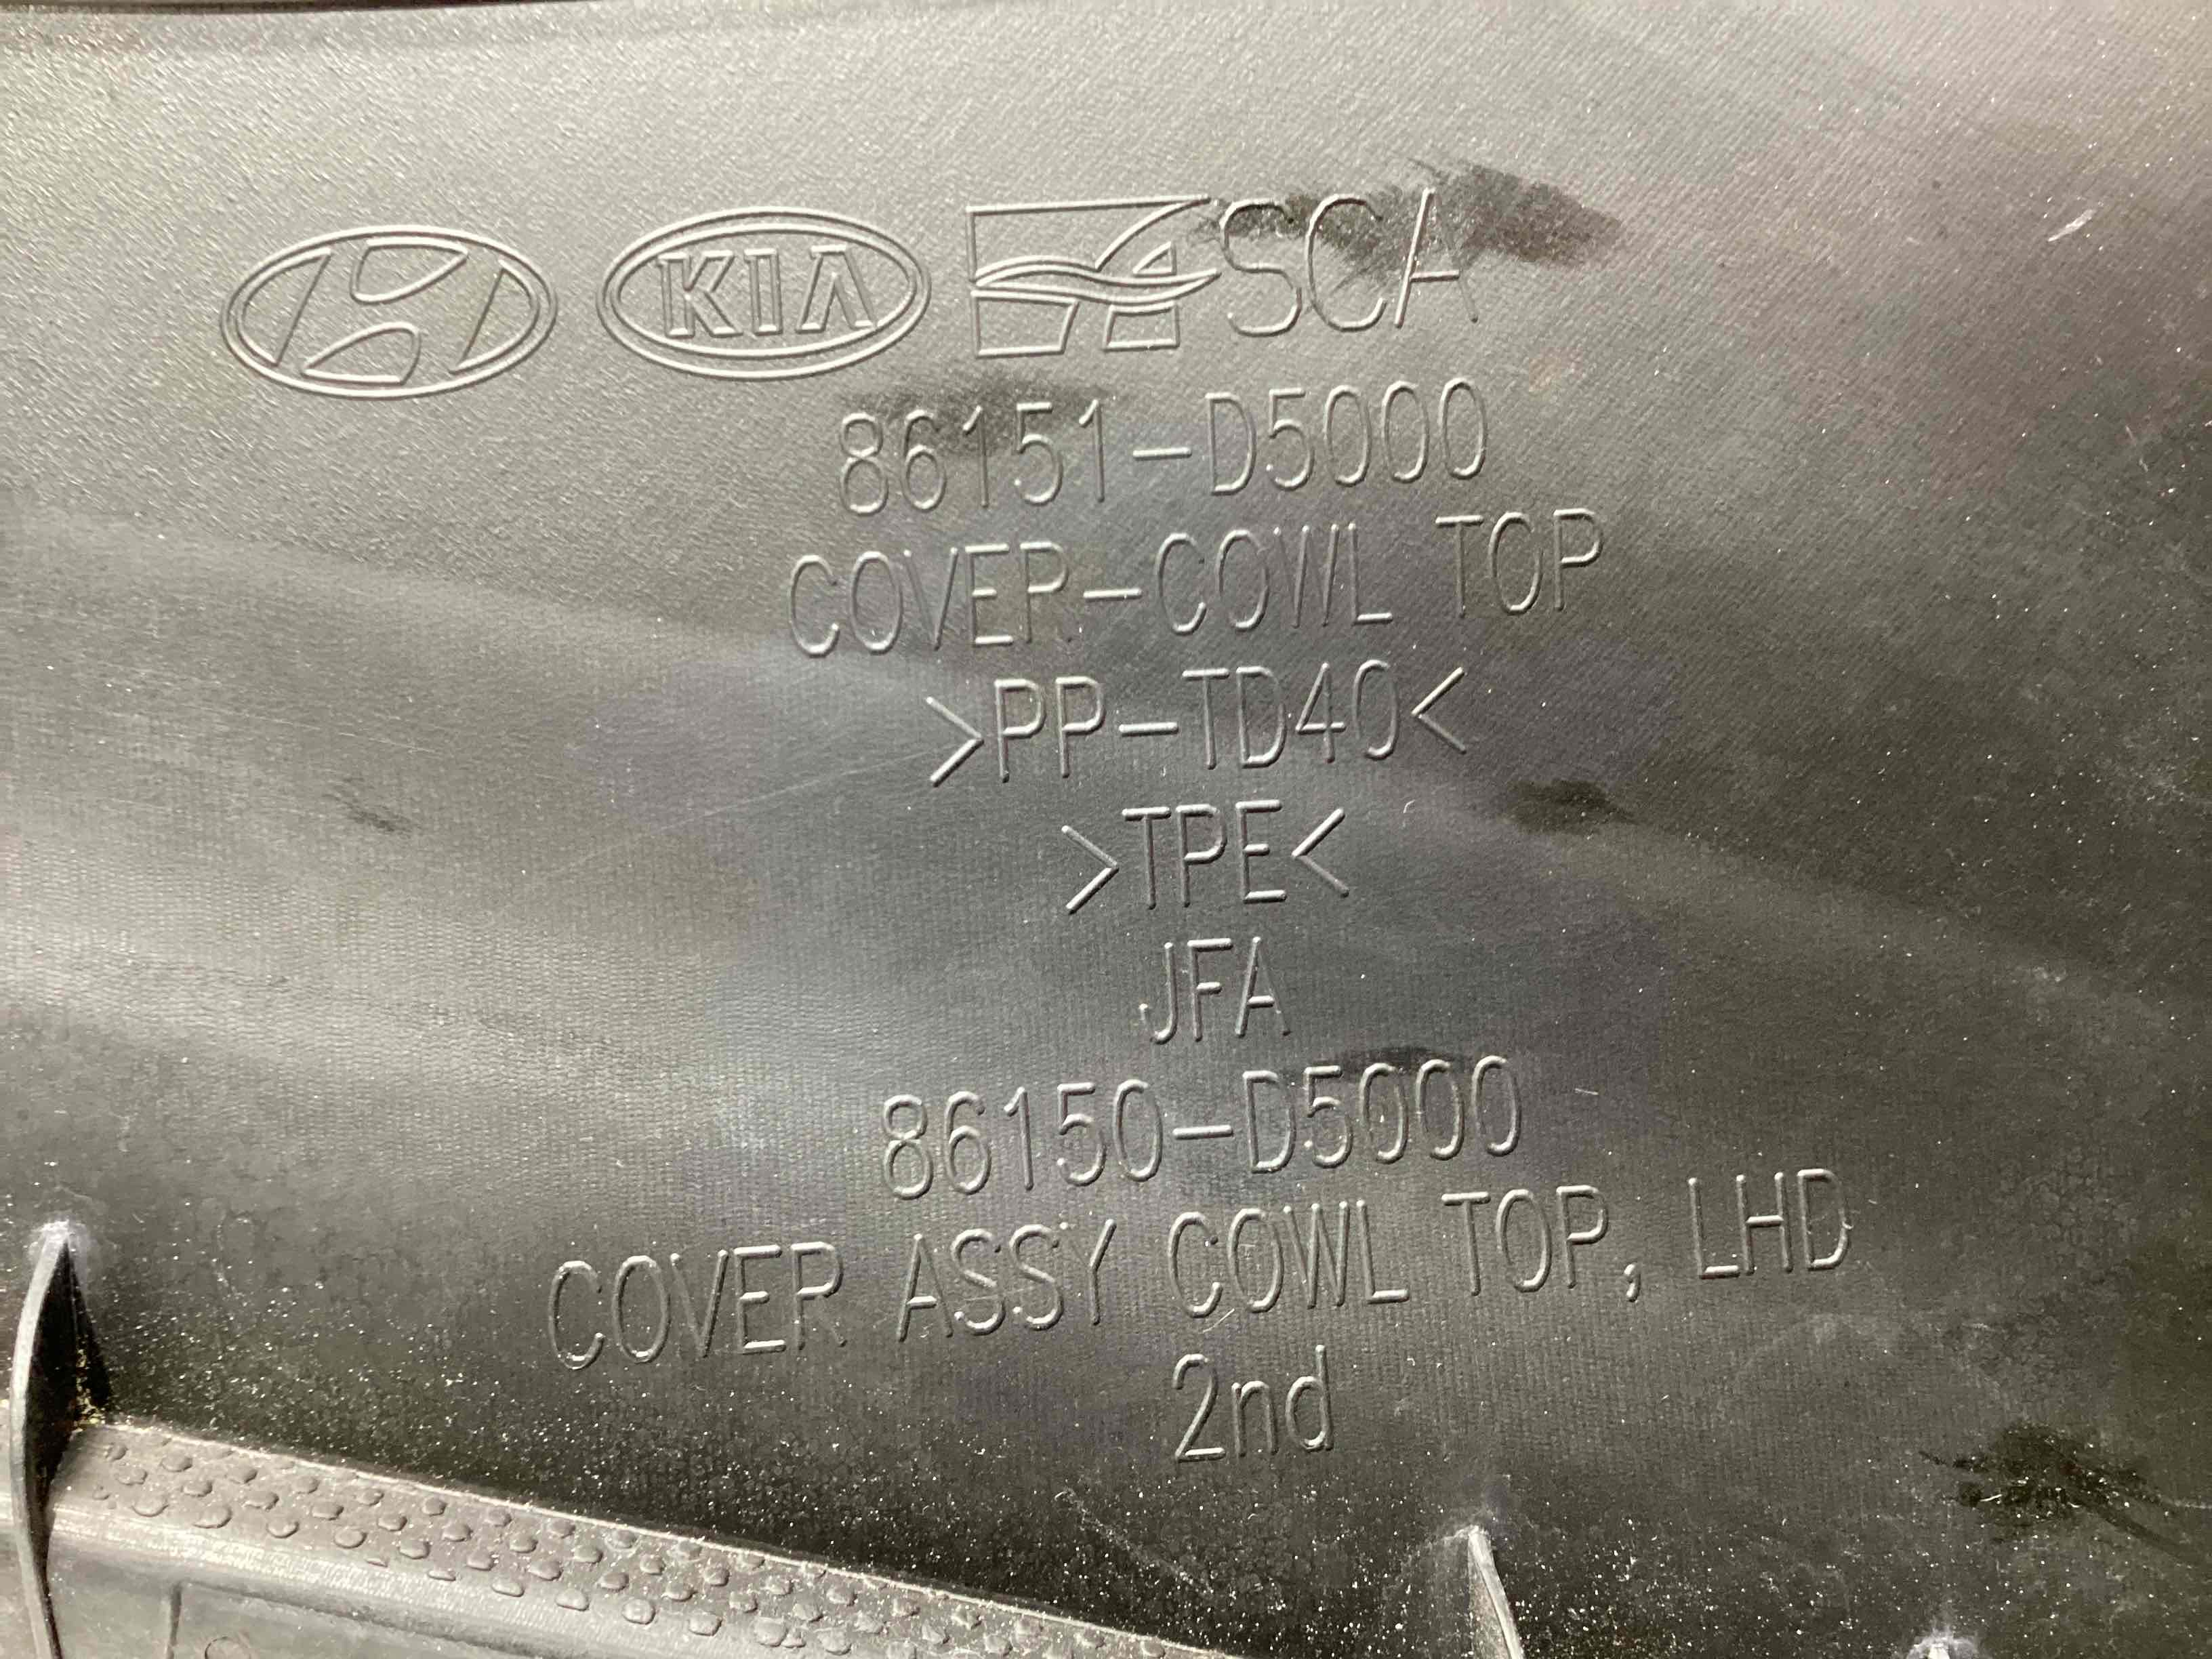 KIA SCA
86151-D5000
COVER-COWL TOP
>PP-TD40<
>TPE<
JFA
86150-D5000
COVER ASSY COWL TOP, LHD
2nd